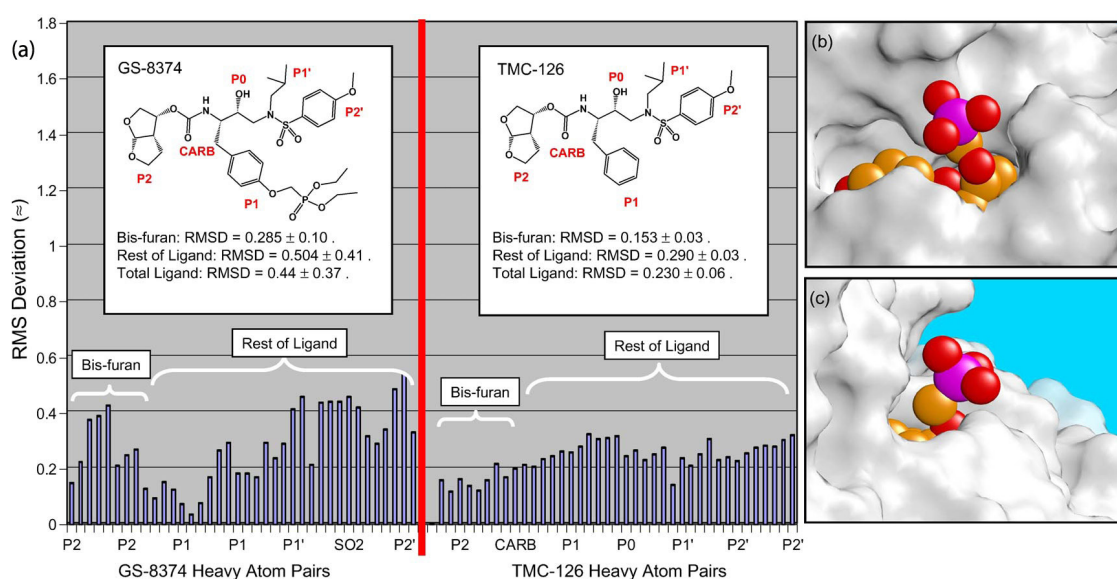 (a)
RMS Deviation (≈)
1.8
1.6
1.4
1.2
1
0.8
0.6
0.4
0.2
0
GS-8374
P0
P1'
OH
H
N
N
O
O
O
S
O
O
O
P2'
CARB
O
O
P2
P1
O
P
O
O
O
Bis-furan: RMSD = 0.285 ± 0.10 .
Rest of Ligand: RMSD = 0.504 ± 0.41 .
Total Ligand: RMSD = 0.44 ± 0.37 .
TMC-126
P0
P1'
OH
H
N
N
O
O
O
S
O
O
O
P2'
CARB
O
O
P2
P1
Bis-furan: RMSD = 0.153 ± 0.03 .
Rest of Ligand: RMSD = 0.290 ± 0.03 .
Total Ligand: RMSD = 0.230 ± 0.06 .
Bis-furan
Rest of Ligand
Bis-furan
Rest of Ligand
P2 P2 P1 P1 P1' SO2 P2'
P2 CARB P1 P0 P1' P2' P2'
GS-8374 Heavy Atom Pairs
TMC-126 Heavy Atom Pairs
(b)
(c)